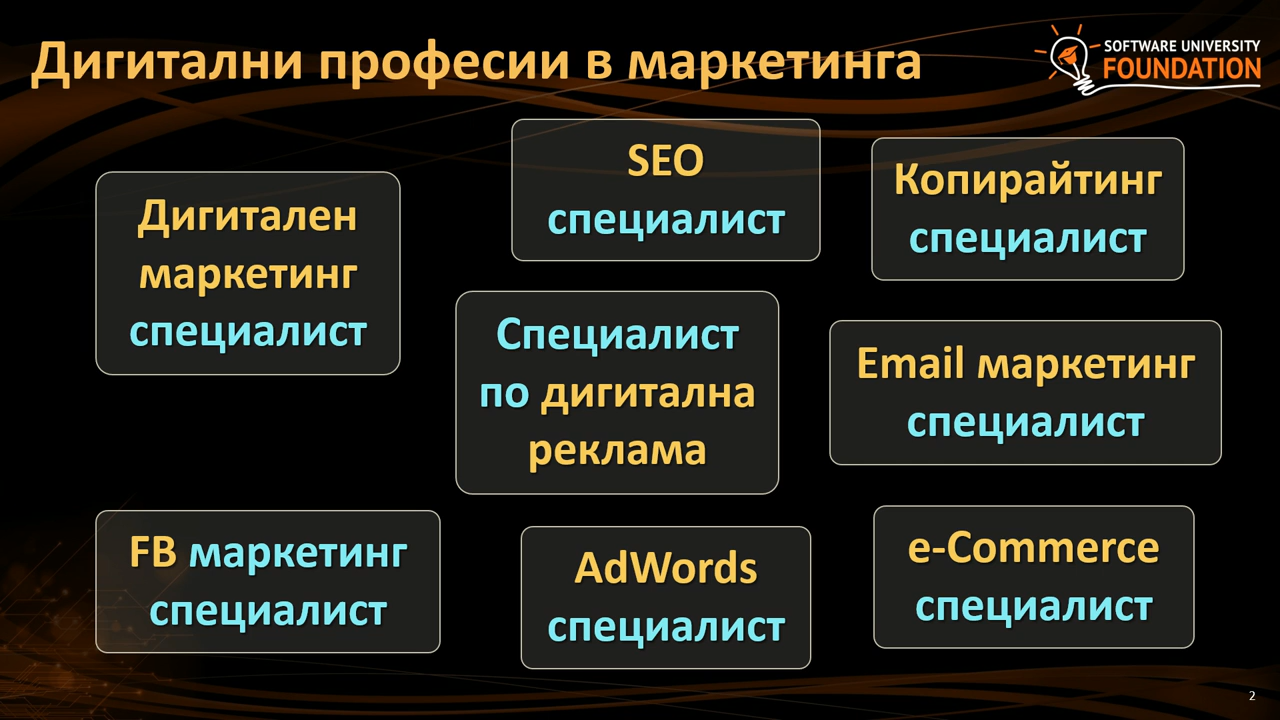 Дигитални професии в маркетинга
SOFTWARE UNIVERSITY
FOUNDATION
Дигитален
маркетинг
специалист
SEO
специалист
Копирайтинг
специалист
Специалист
по дигитална
реклама
Email маркетинг
специалист
FB маркетинг
специалист
AdWords
специалист
e-Commerce
специалист
2